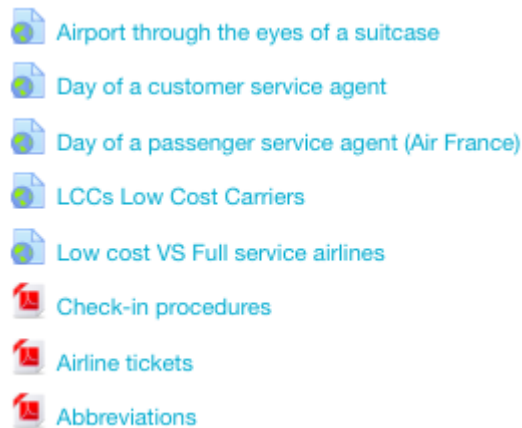 Airport through the eyes of a suitcase
Day of a customer service agent
Day of a passenger service agent (Air France)
LCCs Low Cost Carriers
Low cost VS Full service airlines
Check-in procedures
Airline tickets
Abbreviations